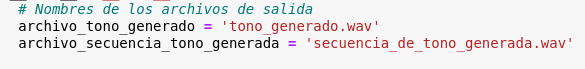 # Nombres de los archivos de salida
archivo_tono_generado = 'tono_generado.wav'
archivo_secuencia_tono_generada = 'secuencia_de_tono_generada.wav'